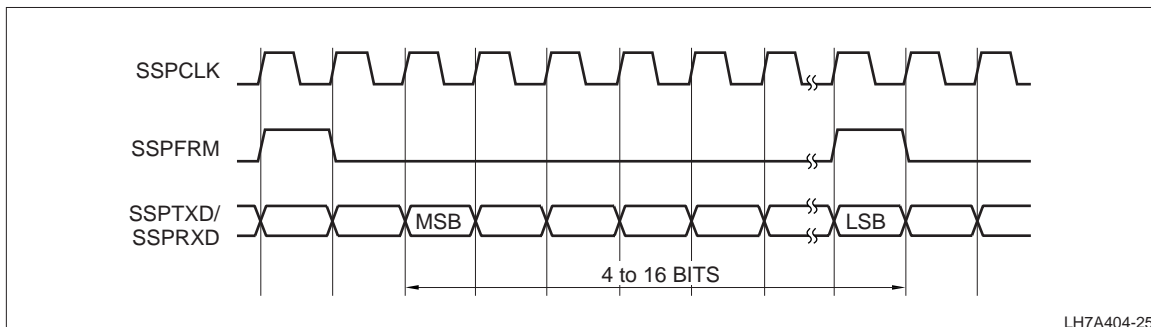 SSPCLK
SSPFRM
SSPTXD/
SSPRXD
MSB
LSB
4 to 16 BITS
LH7A404-25